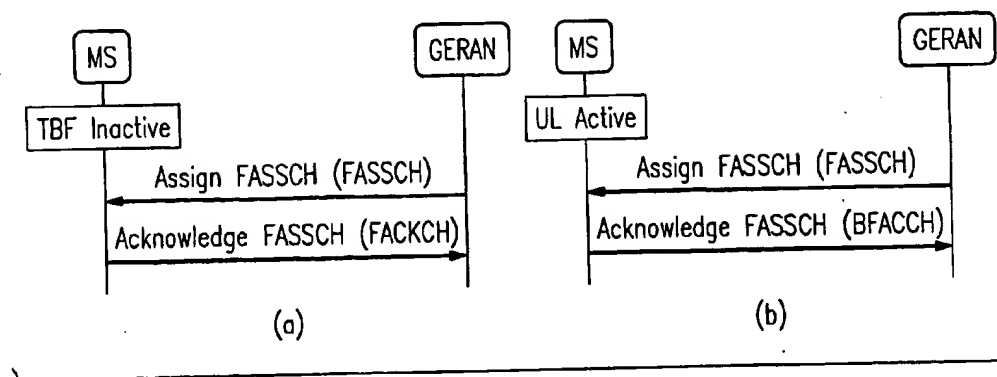 MS
GERAN
TBF Inactive
Assign FASSCH (FASSCH)
Acknowledge FASSCH (FACKCH)
(a)
MS
GERAN
UL Active
Assign FASSCH (FASSCH)
Acknowledge FASSCH (BFACCH)
(b)